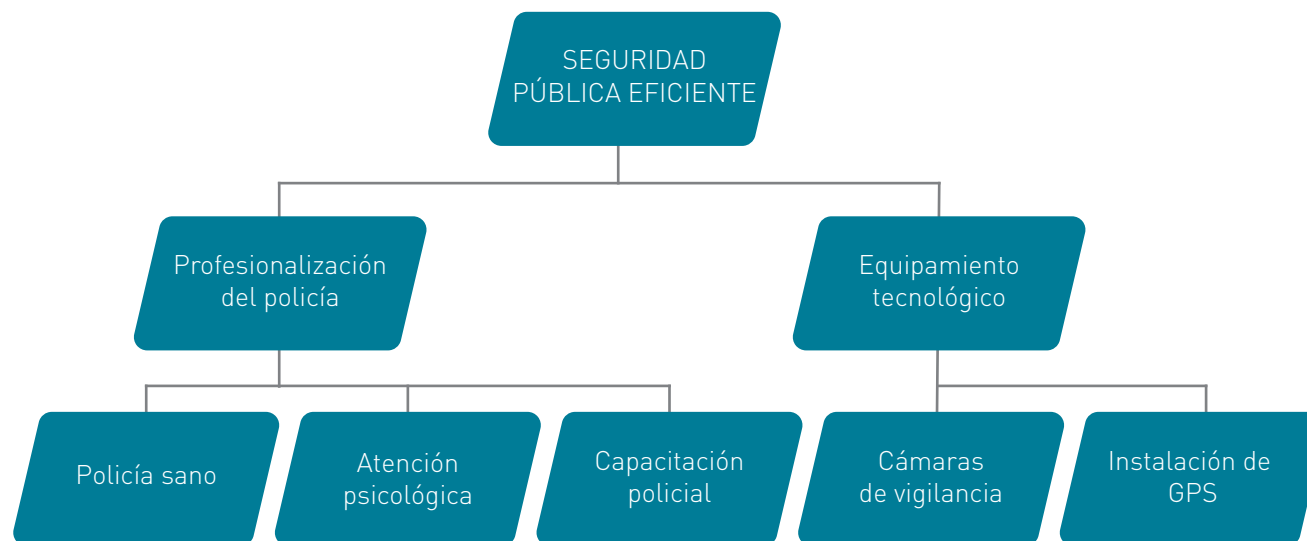 SEGURIDAD
PÚBLICA EFICIENTE
Profesionalización
del policía
Equipamiento
tecnológico
Policía sano
Atención
psicológica
Capacitación
policial
Cámaras
de vigilancia
Instalación de
GPS